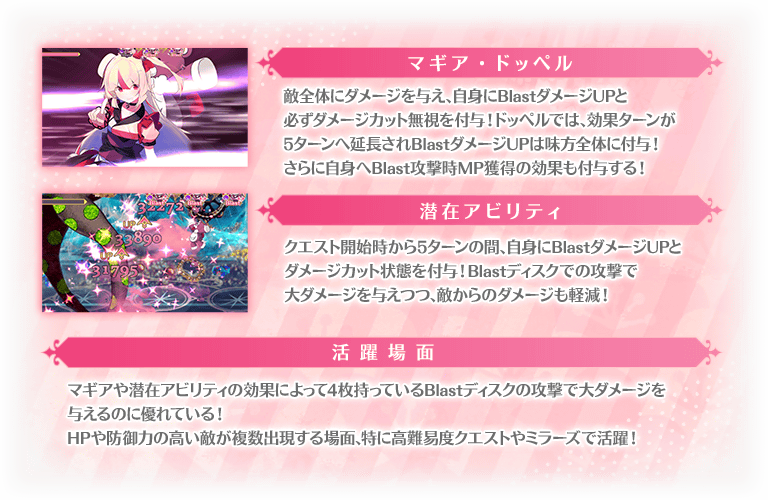 マギア・ドッペル
敵全体にダメージを与え、自身にBlastダメージUPと
必ずダメージカット無視を付与！ドッペルでは、効果ターンが
5ターンへ延長されBlastダメージUPは味方全体に付与！
さらに自身へBlast攻撃時MP獲得の効果も付与する！
32272
UP
33890
UP
31795
潜在アビリティ
クエスト開始時から5ターンの間、自身にBlastダメージUPと
ダメージカット状態を付与！Blastディスクでの攻撃で
大ダメージを与えつつ、敵からのダメージも軽減！
活躍場面
マギアや潜在アビリティの効果によって4枚持っているBlastディスクの攻撃で大ダメージを
与えるのに優れている！
HPや防御力の高い敵が複数出現する場面、特に高難易度クエストやミラーズで活躍！